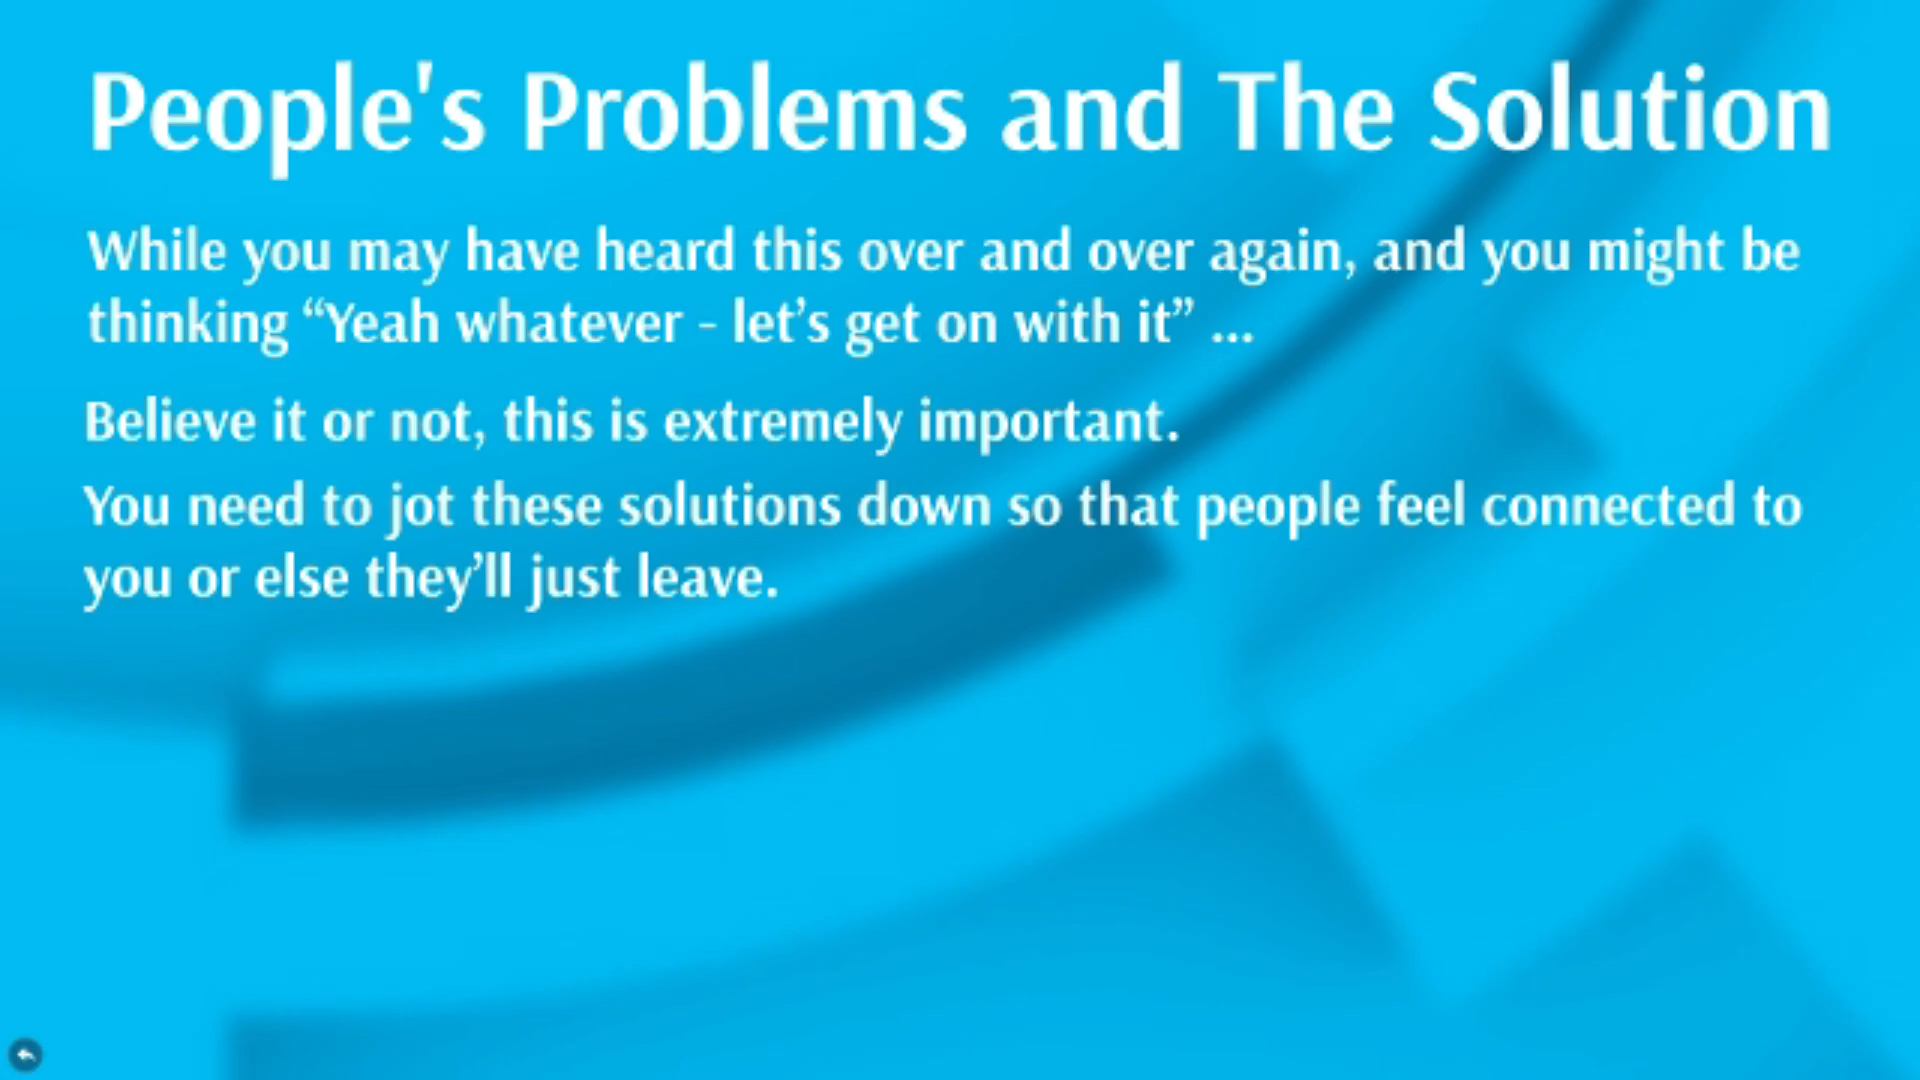 People's Problems and The Solution
While you may have heard this over and over again, and you might be
thinking “Yeah whatever - let’s get on with it” ...
Believe it or not, this is extremely important.
You need to jot these solutions down so that people feel connected to
you or else they’ll just leave.